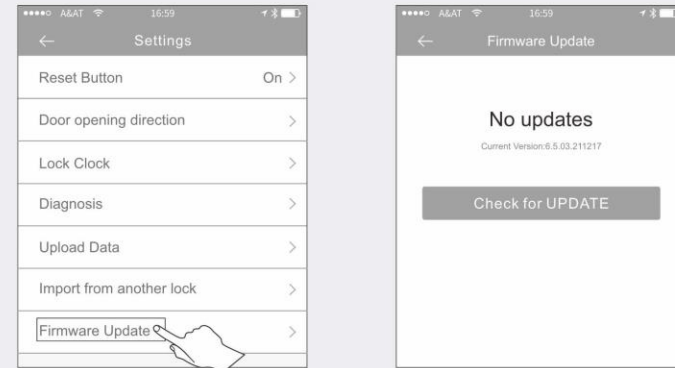 A&AT 16:59
Settings
Reset Button On >
Door opening direction >
Lock Clock >
Diagnosis >
Upload Data >
Import from another lock >
Firmware Update >
A&AT 16:59
Firmware Update
No updates
Current Version:6.5.03.211217
Check for UPDATE